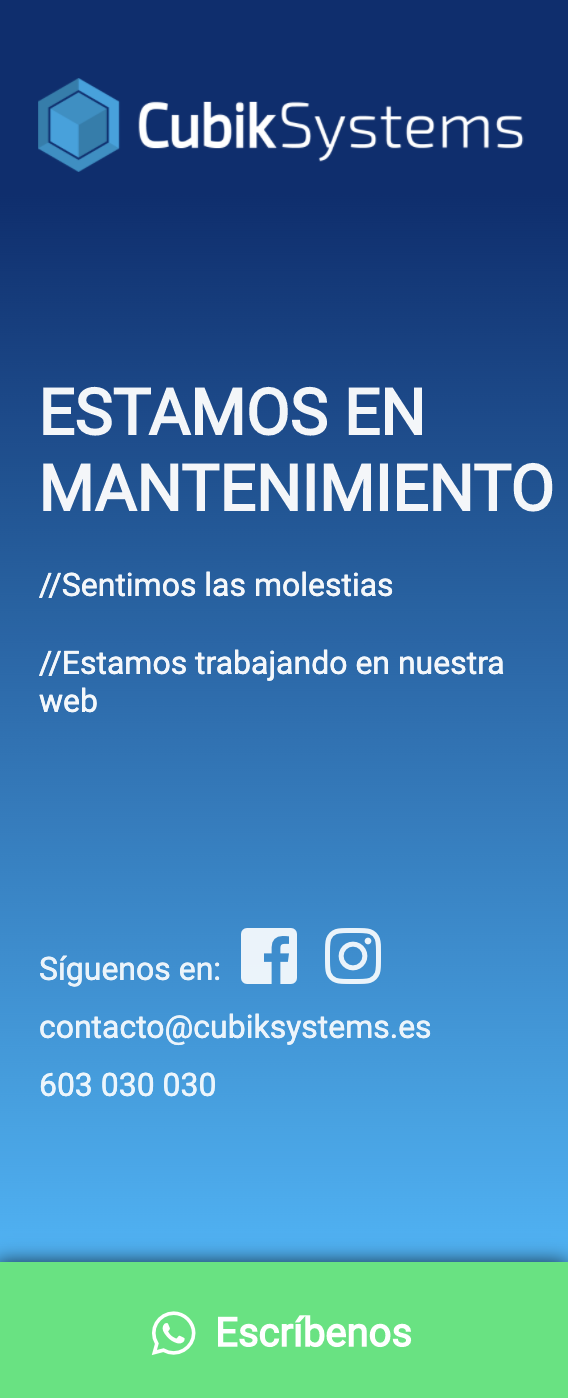 CubikSystems
ESTAMOS EN
MANTENIMIENTO
//Sentimos las molestias
//Estamos trabajando en nuestra
web
Síguenos en:
contacto@cubiksystems.es
603 030 030
Escríbenos